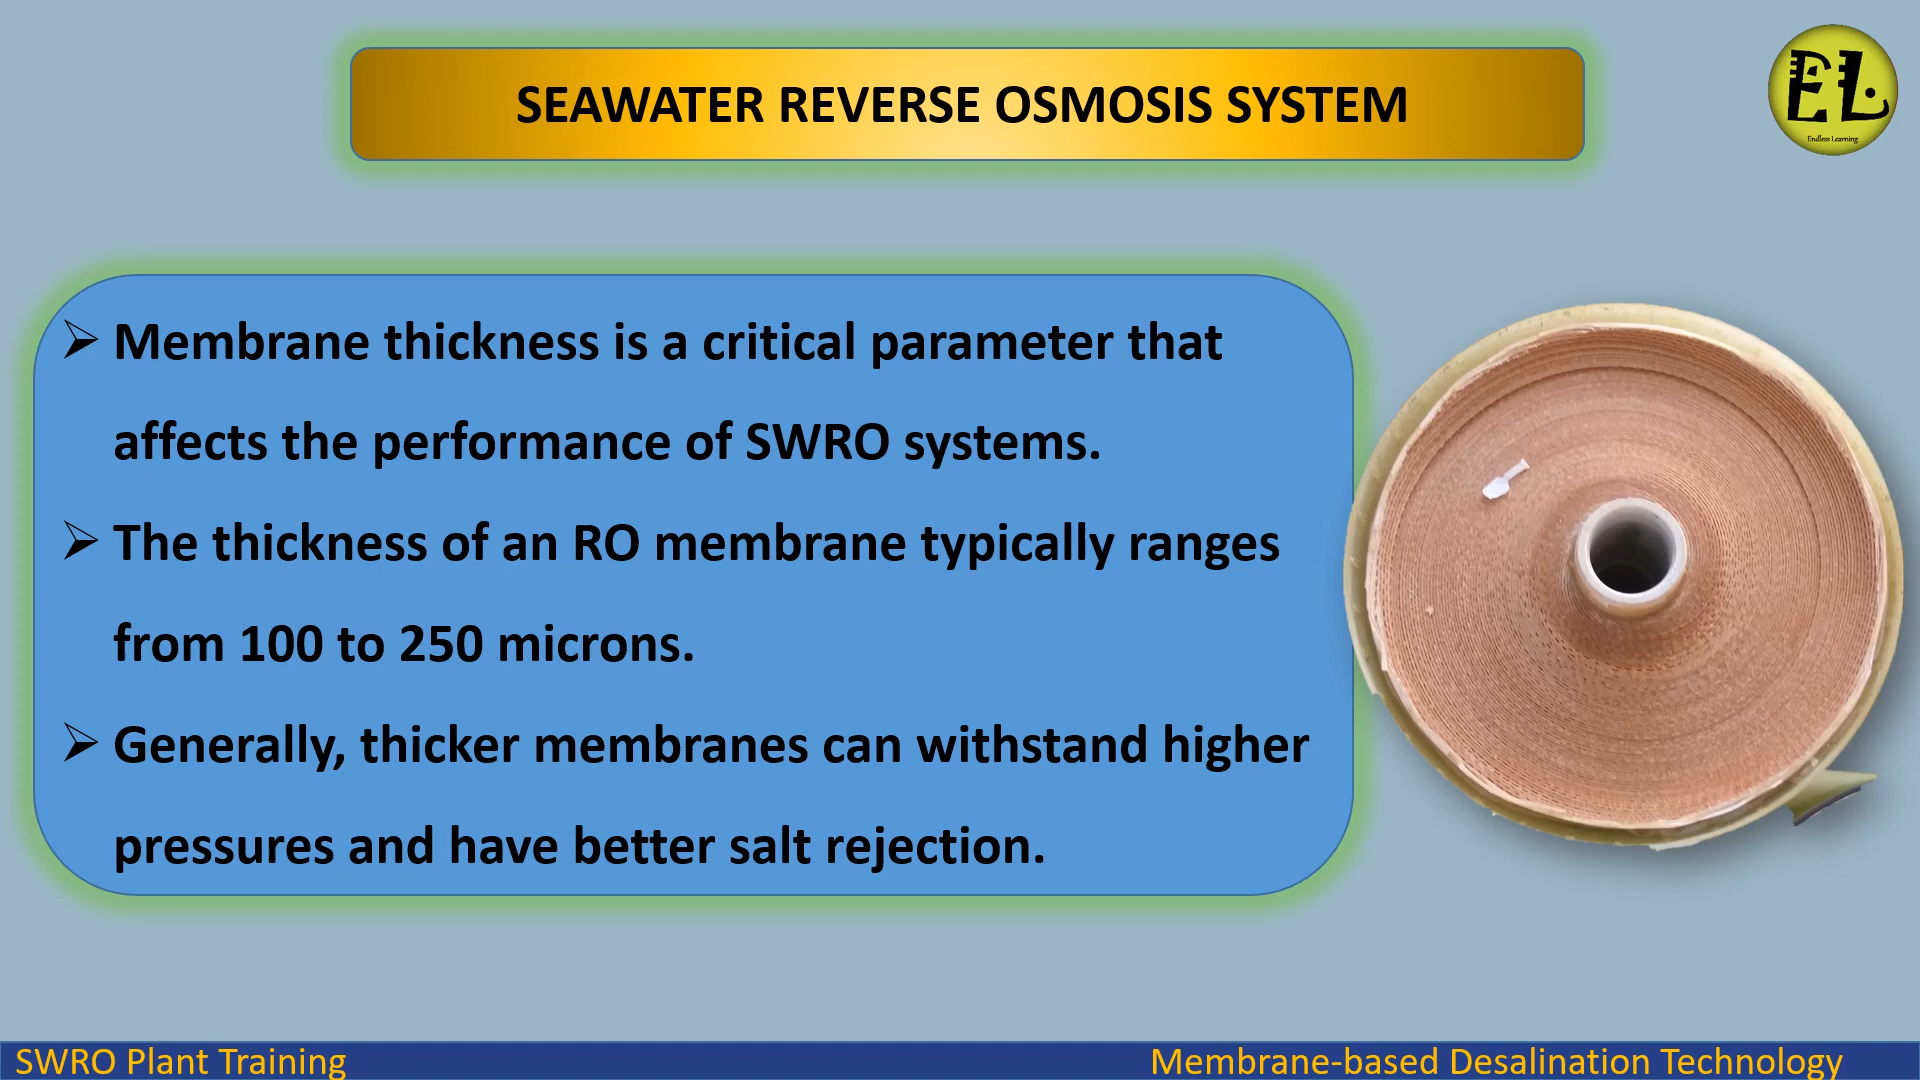 SEAWATER REVERSE OSMOSIS SYSTEM
EL
Endless Learning
Membrane thickness is a critical parameter that
affects the performance of SWRO systems.
The thickness of an RO membrane typically ranges
from 100 to 250 microns.
Generally, thicker membranes can withstand higher
pressures and have better salt rejection.
SWRO Plant Training
Membrane-based Desalination Technology